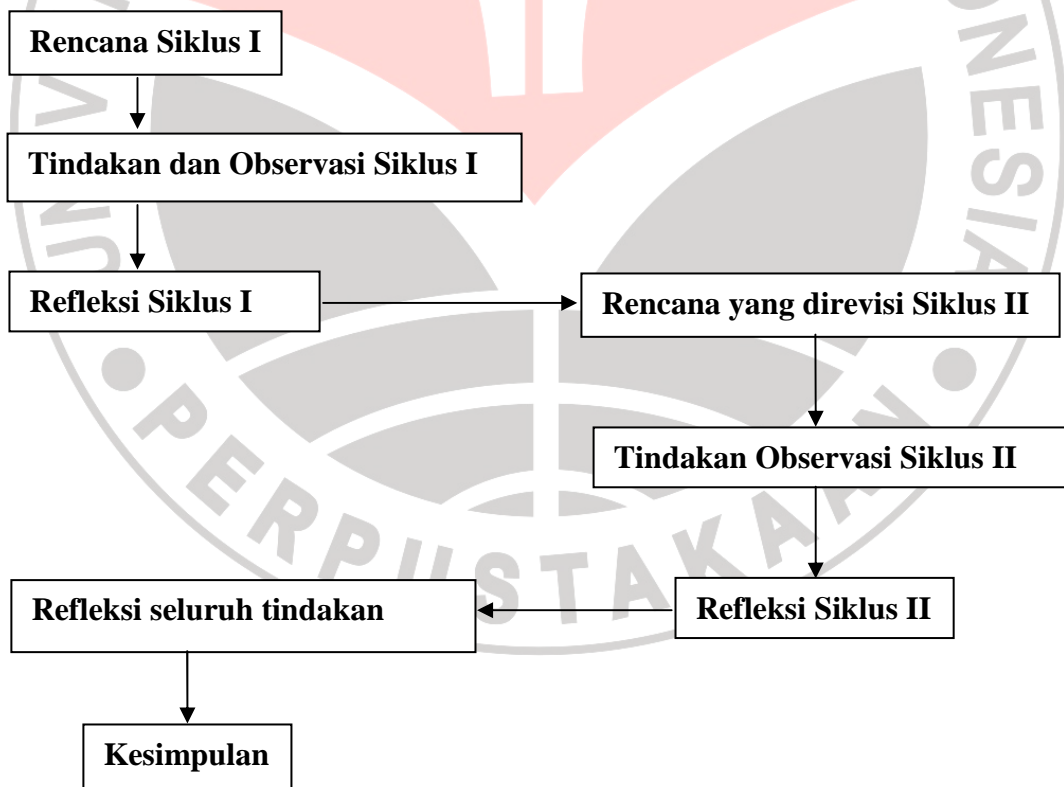 Rencana Siklus I
Tindakan dan Observasi Siklus I
Refleksi Siklus I
Rencana yang direvisi Siklus II
Tindakan Observasi Siklus II
Refleksi Siklus II
Refleksi seluruh tindakan
Kesimpulan
PERPUSTAKAAN